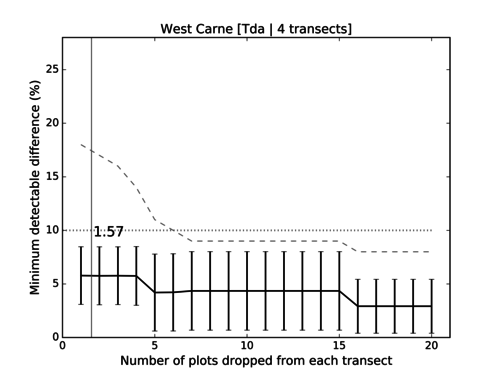 West Carne [Tda | 4 transects]
Minimum detectable difference (%)
25
20
15
10
5
0
1.57
0 5 10 15 20
Number of plots dropped from each transect